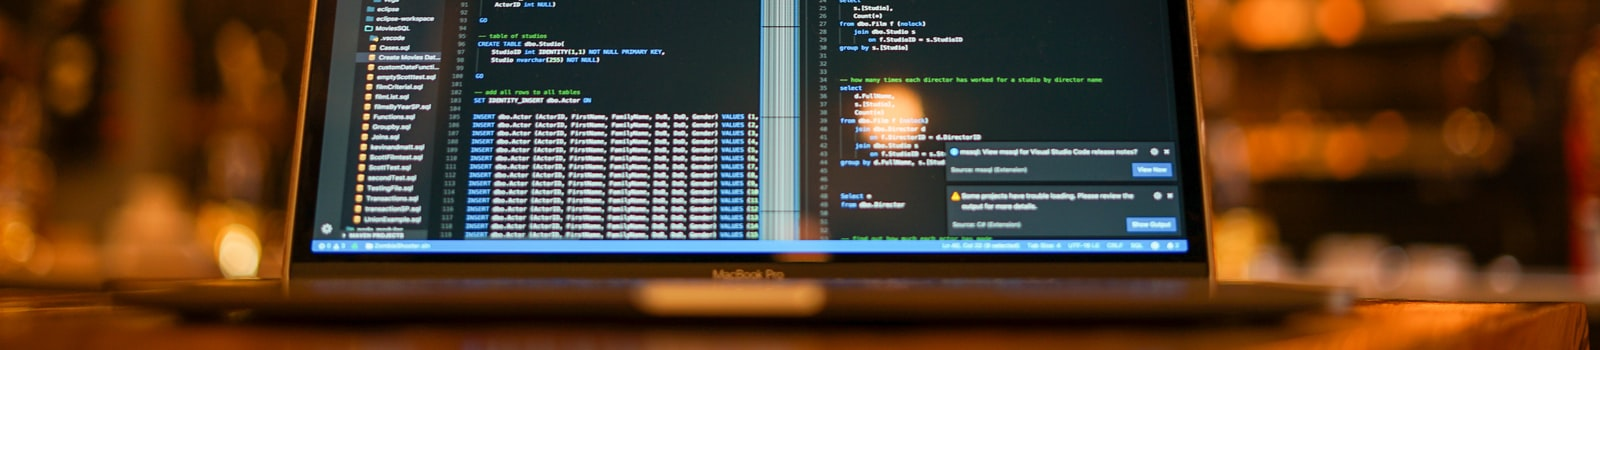 eclipse
eclipse-workspace
MoviesSQL
.vscode
Cases.sql
Create Movies Dat...
customDateFuncti...
emptyScotttest.sql
filmCriteriaI.sql
filmList.sql
filmsByYearSP.sql
Functions.sql
Groupby.sql
Joins.sql
kevinandmatt.sql
ScottFilmtest.sql
ScottTest.sql
secondTest.sql
TestingFile.sql
Transactions.sql
transactionSP.sql
UnionExample.sql
MAVEN PROJECTS
91 ActorID int NULL)
92
93 GO
94
95 -- table of studios
96 CREATE TABLE dbo.Studio(
97 StudioID int IDENTITY(1,1) NOT NULL PRIMARY KEY,
98 Studio nvarchar(255) NOT NULL)
99
100 GO
101
102 -- add all rows to all tables
103 SET IDENTITY_INSERT dbo.Actor ON
104
105 INSERT dbo.Actor (ActorID, FirstName, FamilyName, DoB, DoD, Gender) VALUES (1,
106 INSERT dbo.Actor (ActorID, FirstName, FamilyName, DoB, DoD, Gender) VALUES (2,
107 INSERT dbo.Actor (ActorID, FirstName, FamilyName, DoB, DoD, Gender) VALUES (3,
108 INSERT dbo.Actor (ActorID, FirstName, FamilyName, DoB, DoD, Gender) VALUES (4,
109 INSERT dbo.Actor (ActorID, FirstName, FamilyName, DoB, DoD, Gender) VALUES (5,
110 INSERT dbo.Actor (ActorID, FirstName, FamilyName, DoB, DoD, Gender) VALUES (6,
111 INSERT dbo.Actor (ActorID, FirstName, FamilyName, DoB, DoD, Gender) VALUES (7,
112 INSERT dbo.Actor (ActorID, FirstName, FamilyName, DoB, DoD, Gender) VALUES (8,
113 INSERT dbo.Actor (ActorID, FirstName, FamilyName, DoB, DoD, Gender) VALUES (9,
114 INSERT dbo.Actor (ActorID, FirstName, FamilyName, DoB, DoD, Gender) VALUES (10
115 INSERT dbo.Actor (ActorID, FirstName, FamilyName, DoB, DoD, Gender) VALUES (11
116 INSERT dbo.Actor (ActorID, FirstName, FamilyName, DoB, DoD, Gender) VALUES (12
117 INSERT dbo.Actor (ActorID, FirstName, FamilyName, DoB, DoD, Gender) VALUES (13
118 INSERT dbo.Actor (ActorID, FirstName, FamilyName, DoB, DoD, Gender) VALUES (14
119 INSERT dbo.Actor (ActorID, FirstName, FamilyName, DoB, DoD, Gender) VALUES (15
24 select
25 s.[Studio],
26 Count(*)
27 from dbo.Film f (nolock)
28 join dbo.Studio s
29 on f.StudioID = s.StudioID
30 group by s.[Studio]
31
32
33
34 -- how many times each director has worked for a studio by director name
35 select
36 d.FullName,
37 s.[Studio],
38 Count(*)
39 from dbo.Film f (nolock)
40 join dbo.Director d
41 on f.DirectorID = d.DirectorID
42 join dbo.Studio s
43 on f.StudioID = s.St
44 group by d.FullName, s.[Stud
45
46
47
48 Select *
49 from dbo.Director
50
51
52 -- find out how much each actor has made
mssql: View mssql for Visual Studio Code release notes?
Source: mssql (Extension)
View Now
Some projects have trouble loading. Please review the
output for more details.
Source: C# (Extension)
Show Output
ZombieShooter.sln
Tab Size: 4 UTF-16 LE CRLF SQL
MacBook Pro